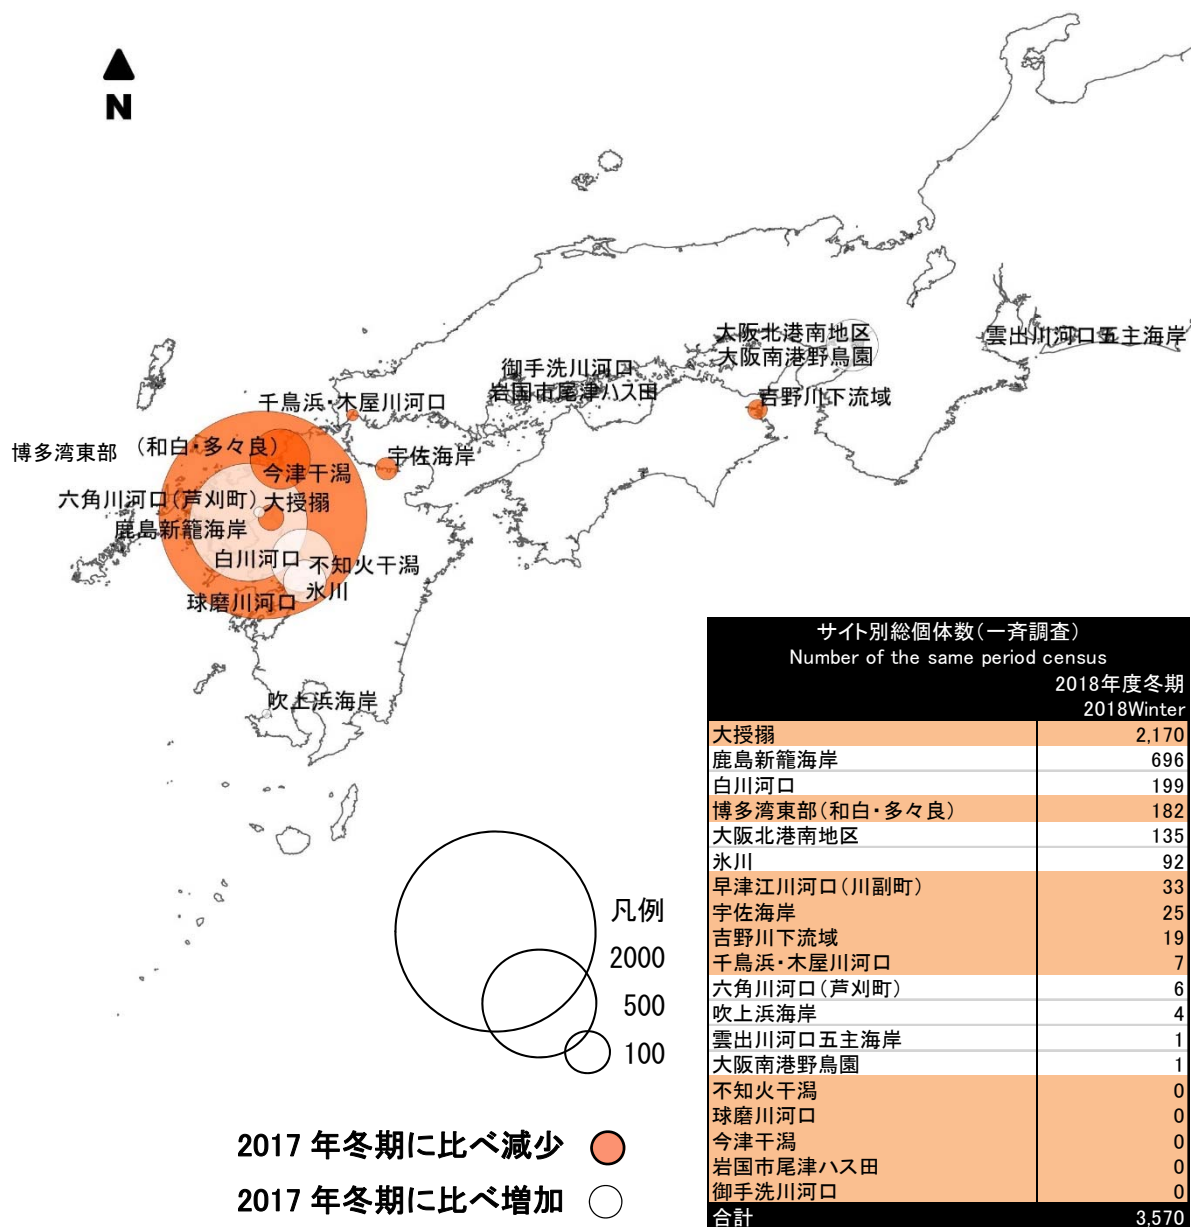 N
大阪北港南地区
大阪南港野鳥園
雲出川河口五主海岸
御手洗川河口
岩国市尾津ハス田
千鳥浜・木屋川河口
吉野川下流域
博多湾東部 (和白・多々良)
宇佐海岸
今津干潟
六角川河口(芦刈町)
大授搦
鹿島新籠海岸
白川河口
不知火干潟
氷川
球磨川河口
吹上浜海岸
凡例
2000
500
100
2017 年冬期に比べ減少
2017 年冬期に比べ増加
サイト別総個体数(一斉調査)
Number of the same period census
2018年度冬期
2018Winter
大授搦 2,170
鹿島新籠海岸 696
白川河口 199
博多湾東部(和白・多々良) 182
大阪北港南地区 135
氷川 92
早津江川河口(川副町) 33
宇佐海岸 25
吉野川下流域 19
千鳥浜・木屋川河口 7
六角川河口(芦刈町) 6
吹上浜海岸 4
雲出川河口五主海岸 1
大阪南港野鳥園 1
不知火干潟 0
球磨川河口 0
今津干潟 0
岩国市尾津ハス田 0
御手洗川河口 0
合計 3,570